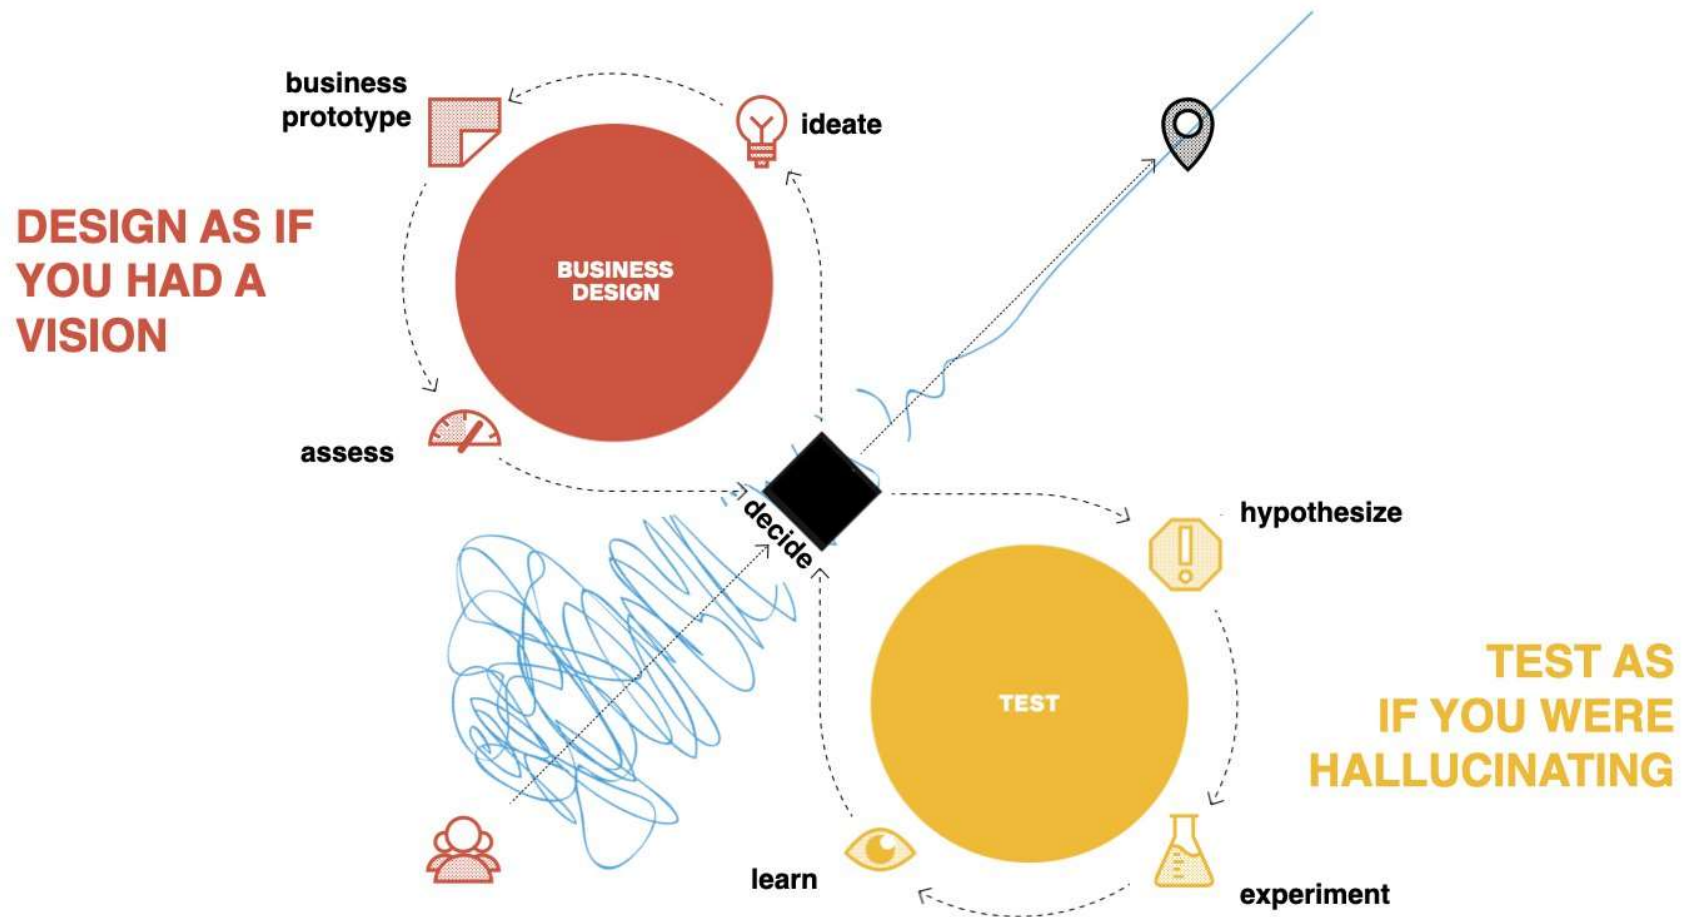 business
prototype
ideate
DESIGN AS IF
YOU HAD A
VISION
BUSINESS
DESIGN
assess
decide
hypothesize
TEST AS
IF YOU WERE
HALLUCINATING
TEST
learn
experiment